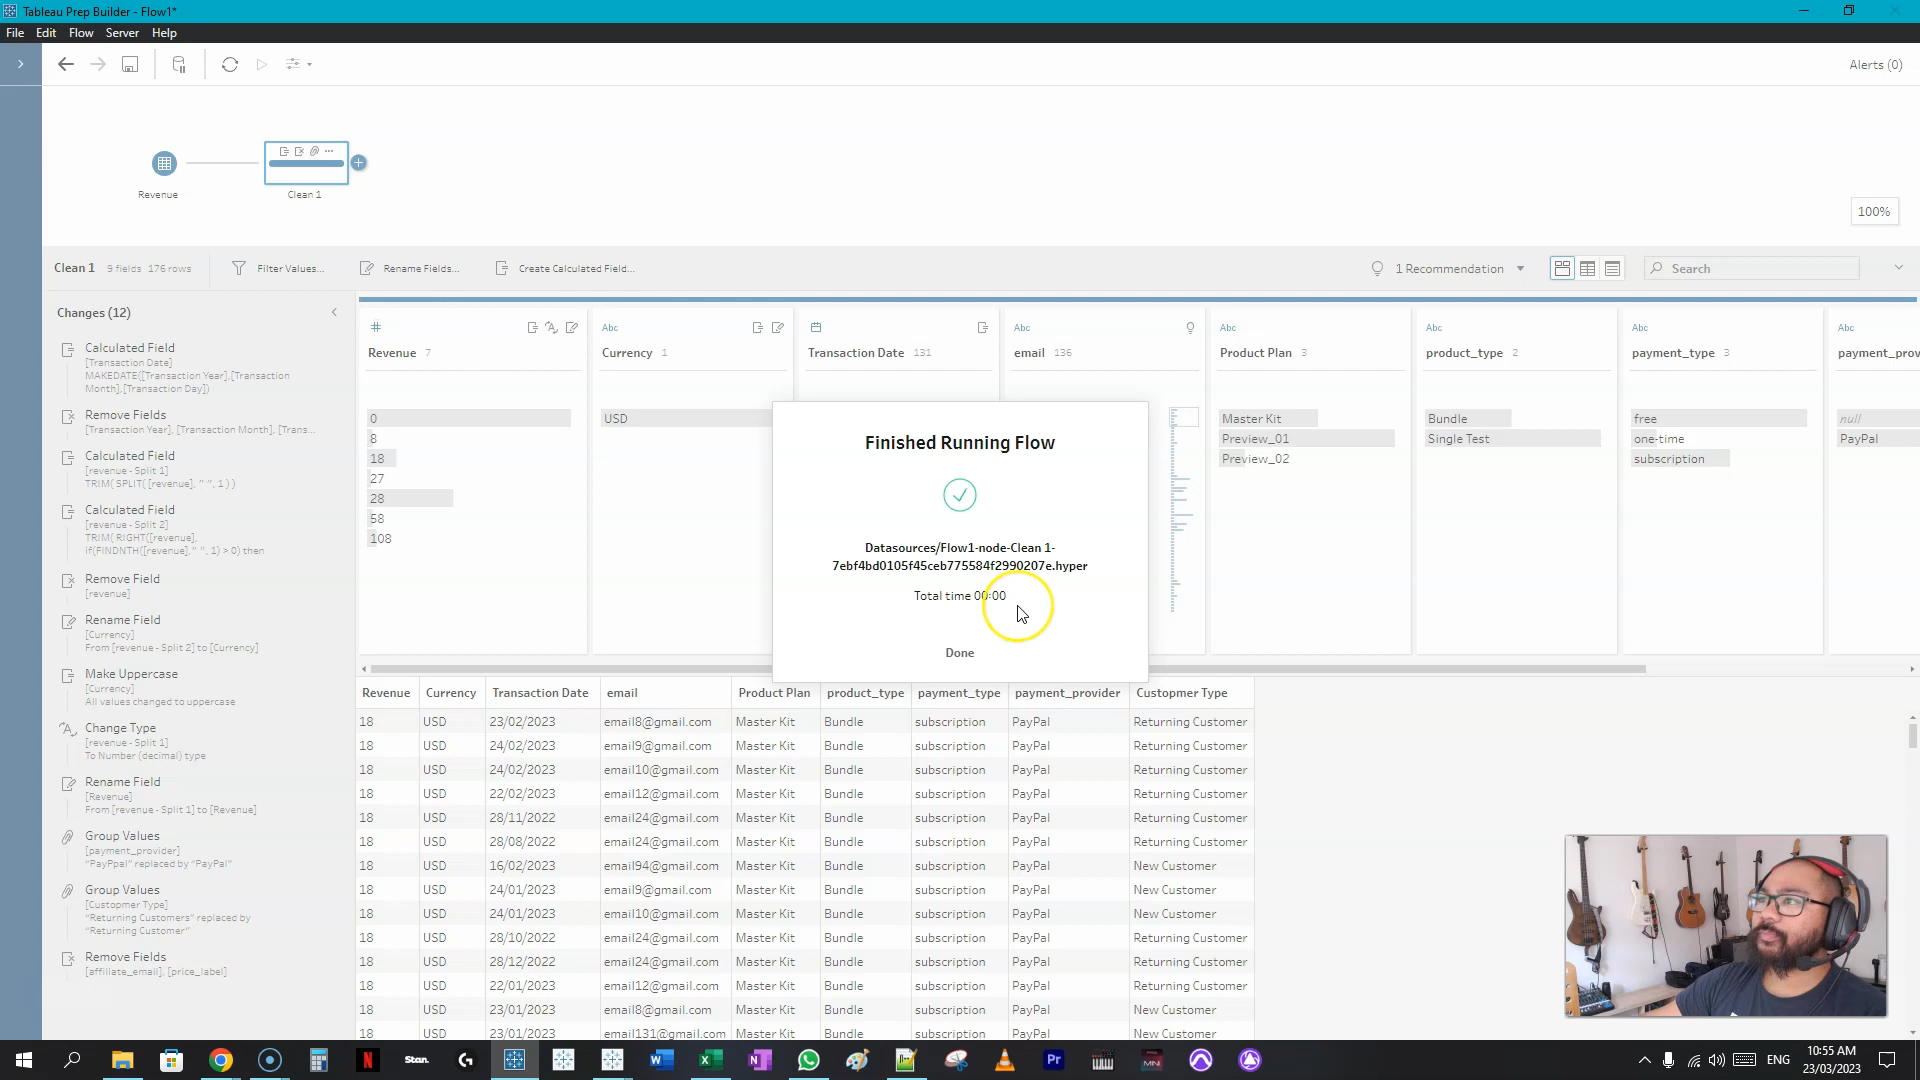 Tableau Prep Builder - Flow1*
File Edit Flow Server Help
Alerts (0)
Revenue
Clean 1
100%
Clean 1 9 fields 176 rows Filter Values... Rename Fields... Create Calculated Field... 1 Recommendation Search
Changes (12)
Calculated Field
[Transaction Date]
MAKEDATE([Transaction Year],[Transaction
Month],[Transaction Day])
Remove Fields
[Transaction Year], [Transaction Month], [Trans...
Calculated Field
[revenue - Split 1]
TRIM( SPLIT( [revenue], " ", 1 ) )
Calculated Field
[revenue - Split 2]
TRIM( RIGHT([revenue],
if(FINDNTH([revenue]," ", 1) > 0) then
Remove Field
[revenue]
Rename Field
[Currency]
From [revenue - Split 2] to [Currency]
Make Uppercase
[Currency]
All values changed to uppercase
Change Type
[revenue - Split 1]
To Number (decimal) type
Rename Field
[Revenue]
From [revenue - Split 1] to [Revenue]
Group Values
[payment_provider]
"PayPpal" replaced by "PayPal"
Group Values
[Custopmer Type]
"Returning Customers" replaced by
"Returning Customer"
Remove Fields
[affiliate_email], [price_label]
Revenue 7
0
8
18
27
28
58
108
Abc
Currency 1
USD
Transaction Date 131
Abc
email 136
Abc
Product Plan 3
Master Kit
Preview_01
Preview_02
Abc
product_type 2
Bundle
Single Test
Abc
payment_type 3
free
one-time
subscription
Abc
payment_prov
null
PayPal
Finished Running Flow
Datasources/Flow1-node-Clean 1-
7ebf4bd0105f45ceb775584f2990207e.hyper
Total time 00:00
Done
Revenue Currency Transaction Date email Product Plan product_type payment_type payment_provider Custopmer Type
18 USD 23/02/2023 email8@gmail.com Master Kit Bundle subscription PayPal Returning Customer
18 USD 24/02/2023 email9@gmail.com Master Kit Bundle subscription PayPal Returning Customer
18 USD 24/02/2023 email10@gmail.com Master Kit Bundle subscription PayPal Returning Customer
18 USD 22/02/2023 email12@gmail.com Master Kit Bundle subscription PayPal Returning Customer
18 USD 28/11/2022 email24@gmail.com Master Kit Bundle subscription PayPal Returning Customer
18 USD 28/08/2022 email24@gmail.com Master Kit Bundle subscription PayPal Returning Customer
18 USD 16/02/2023 email94@gmail.com Master Kit Bundle subscription PayPal New Customer
18 USD 24/01/2023 email9@gmail.com Master Kit Bundle subscription PayPal New Customer
18 USD 24/01/2023 email10@gmail.com Master Kit Bundle subscription PayPal New Customer
18 USD 28/10/2022 email24@gmail.com Master Kit Bundle subscription PayPal Returning Customer
18 USD 28/12/2022 email24@gmail.com Master Kit Bundle subscription PayPal Returning Customer
18 USD 22/01/2023 email12@gmail.com Master Kit Bundle subscription PayPal Returning Customer
18 USD 23/01/2023 email8@gmail.com Master Kit Bundle subscription PayPal New Customer
18 USD 23/01/2023 email131@gmail.com Master Kit Bundle subscription PayPal New Customer
Stan.
Pr
ENG
10:55 AM
23/03/2023